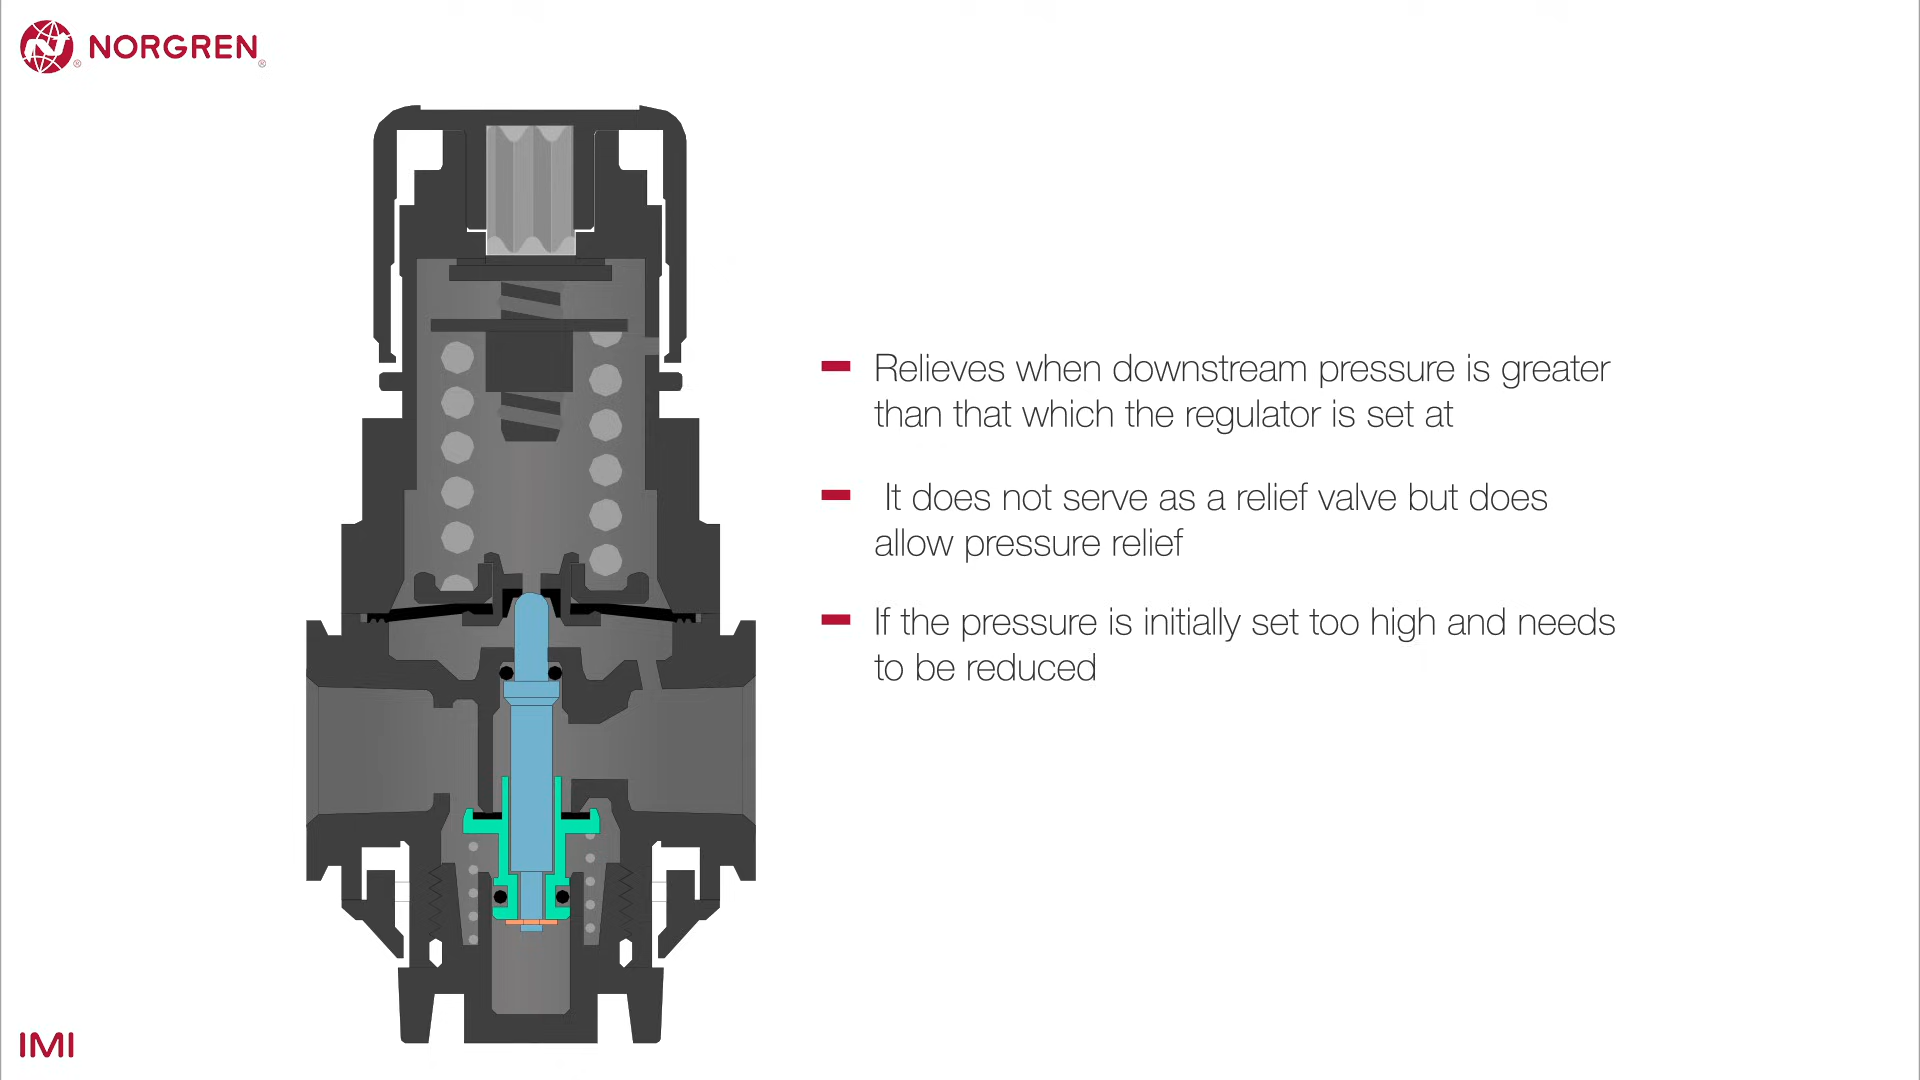 NORGREN
Relieves when downstream pressure is greater
than that which the regulator is set at
It does not serve as a relief valve but does
allow pressure relief
If the pressure is initially set too high and needs
to be reduced
IMI